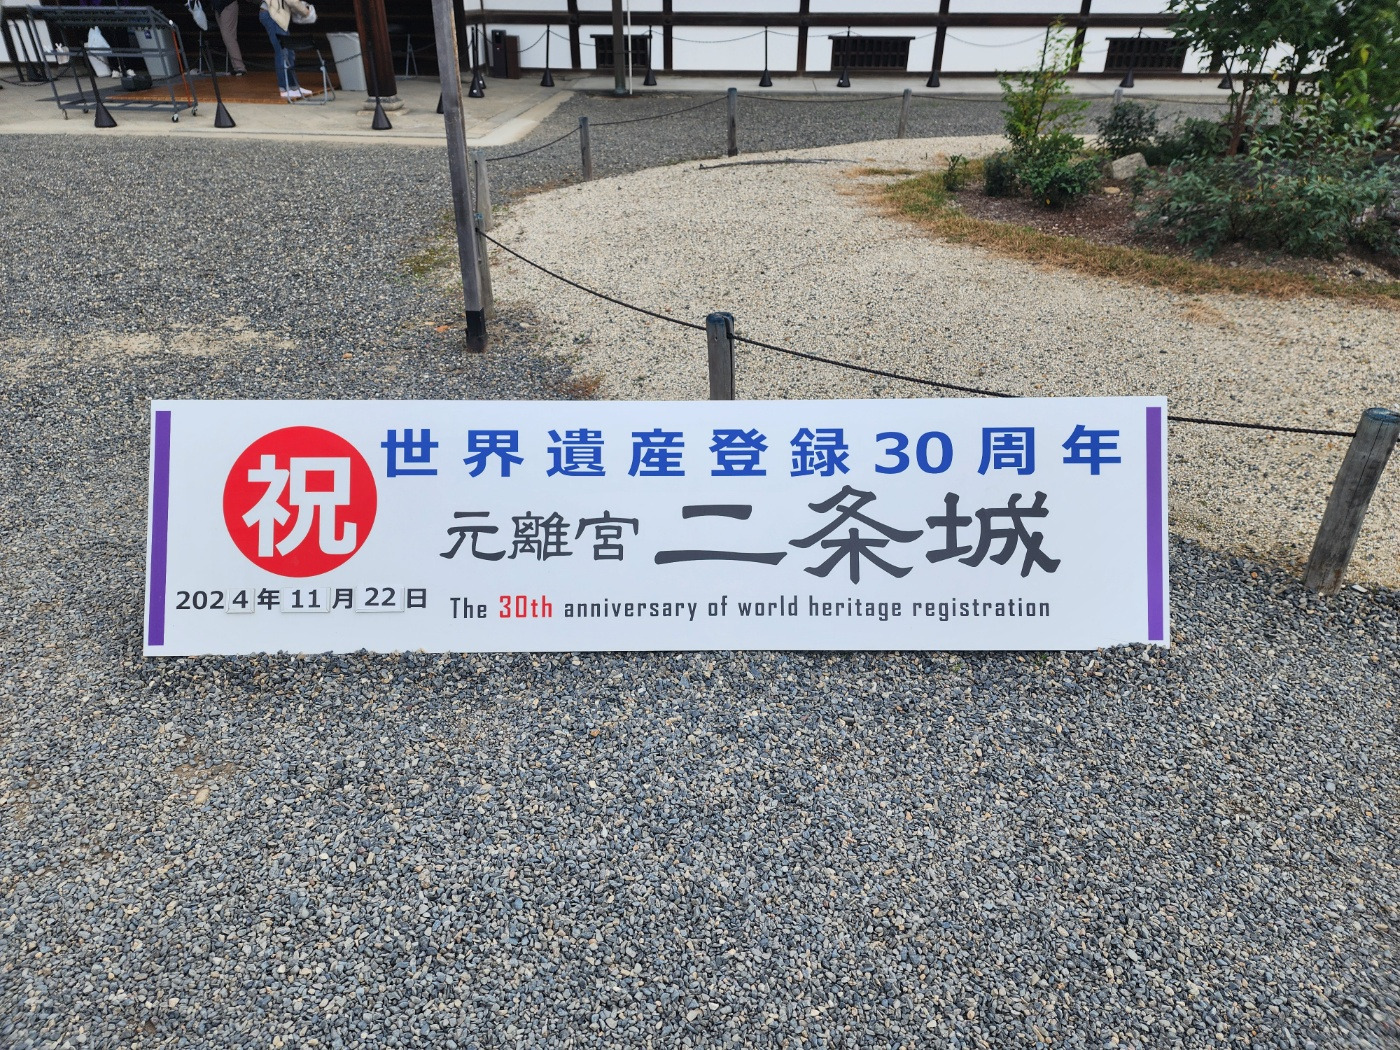 祝
世界遺産登録30周年
元離宮 二条城
2024年11月22日
The 30th anniversary of world heritage registration